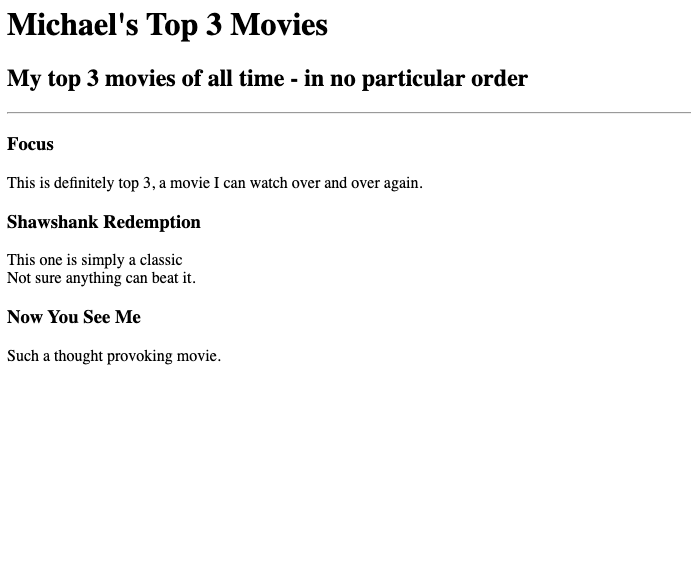 Michael's Top 3 Movies
My top 3 movies of all time - in no particular order
Focus
This is definitely top 3, a movie I can watch over and over again.
Shawshank Redemption
This one is simply a classic
Not sure anything can beat it.
Now You See Me
Such a thought provoking movie.